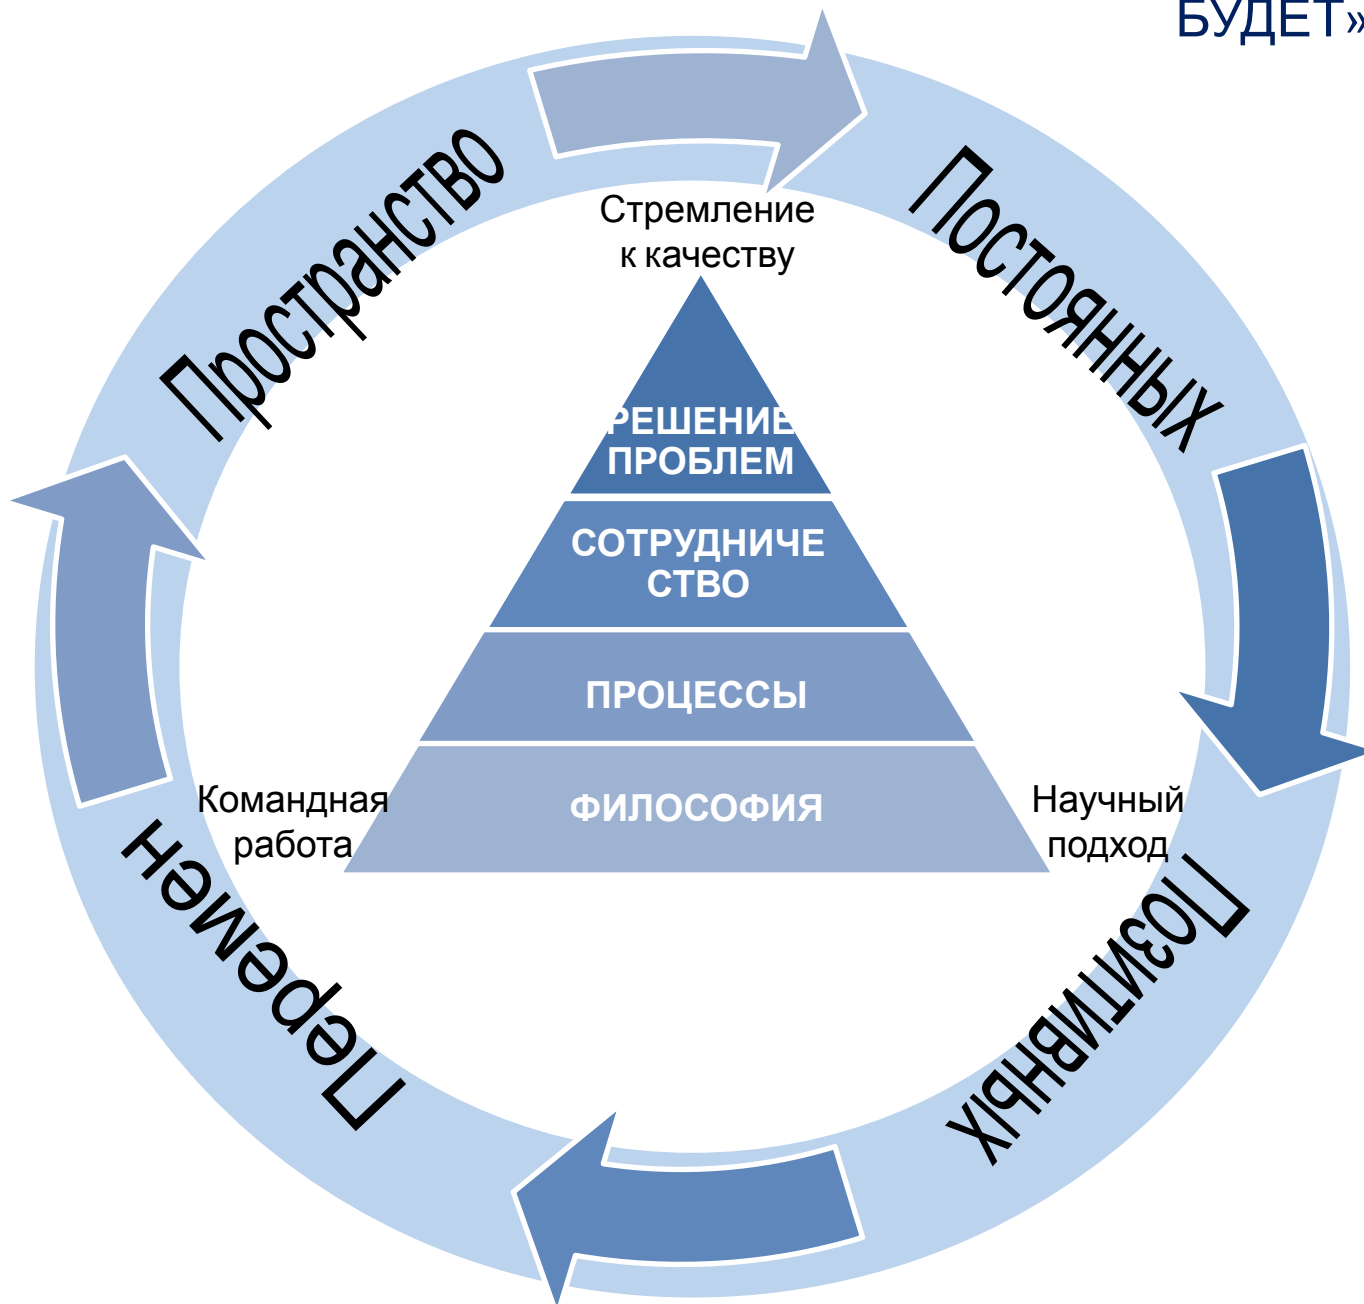 БУДЕТ»
Пространство
Постоянных
Позитивных
Перемен
Стремление
к качеству
РЕШЕНИЕ
ПРОБЛЕМ
СОТРУДНИЧЕ
СТВО
ПРОЦЕССЫ
ФИЛОСОФИЯ
Командная
работа
Научный
подход